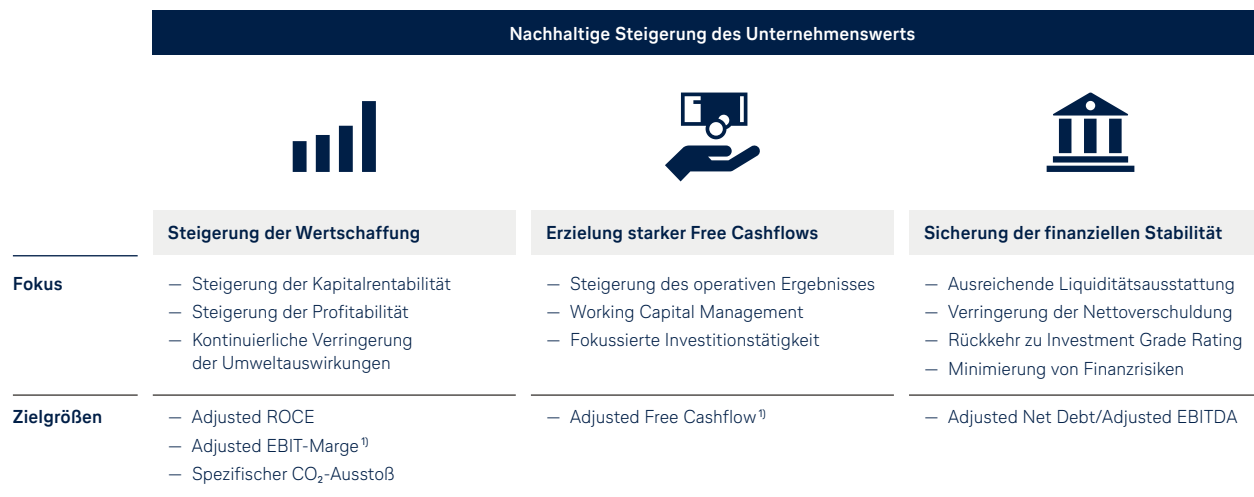 Nachhaltige Steigerung des Unternehmenswerts
Steigerung der Wertschaffung
Erzielung starker Free Cashflows
Sicherung der finanziellen Stabilität
Fokus
— Steigerung der Kapitalrentabilität
— Steigerung der Profitabilität
— Kontinuierliche Verringerung
der Umweltauswirkungen
— Steigerung des operativen Ergebnisses
— Working Capital Management
— Fokussierte Investitionstätigkeit
— Ausreichende Liquiditätsausstattung
— Verringerung der Nettoverschuldung
— Rückkehr zu Investment Grade Rating
— Minimierung von Finanzrisiken
Zielgrößen
— Adjusted ROCE
— Adjusted EBIT-Marge¹⁾
— Spezifischer CO₂-Ausstoß
— Adjusted Free Cashflow¹⁾
— Adjusted Net Debt/Adjusted EBITDA